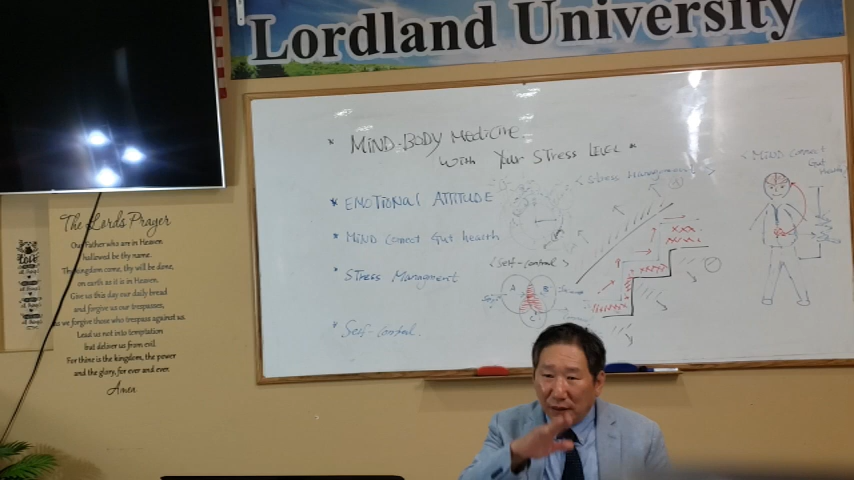 Lordland University
* MIND-BODY MEDICINE
with Your STRESS LEVEL *
* EMOTIONAL ATTITUDE
* MIND CONNECT Gut health
* STRESS Managment
* Self-control.
< Stress Management >
< Self-control >
A
B
C
xxx
xxxx
xxxx
MIND CONNECT
Gut
health
The Lords Prayer
Our Father who are in Heaven
hallowed be thy name.
Thy kingdom come, thy will be done,
on earth as it is in Heaven.
Give us this day our daily bread
and forgive us our trespasses,
as we forgive those who trespass against us.
Lead us not into temptation
but deliver us from evil
For thine is the kingdom, the power
and the glory, for ever and ever
Amen